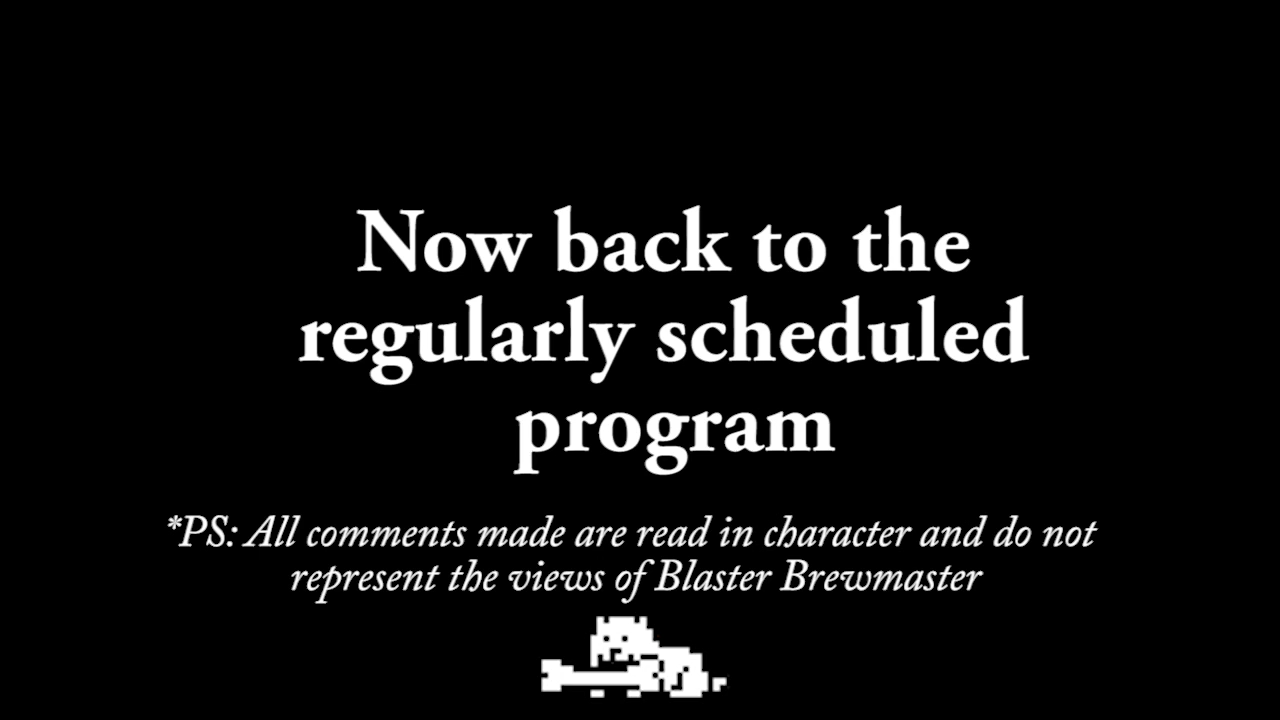 Now back to the
regularly scheduled
program
*PS: All comments made are read in character and do not
represent the views of Blaster Brewmaster